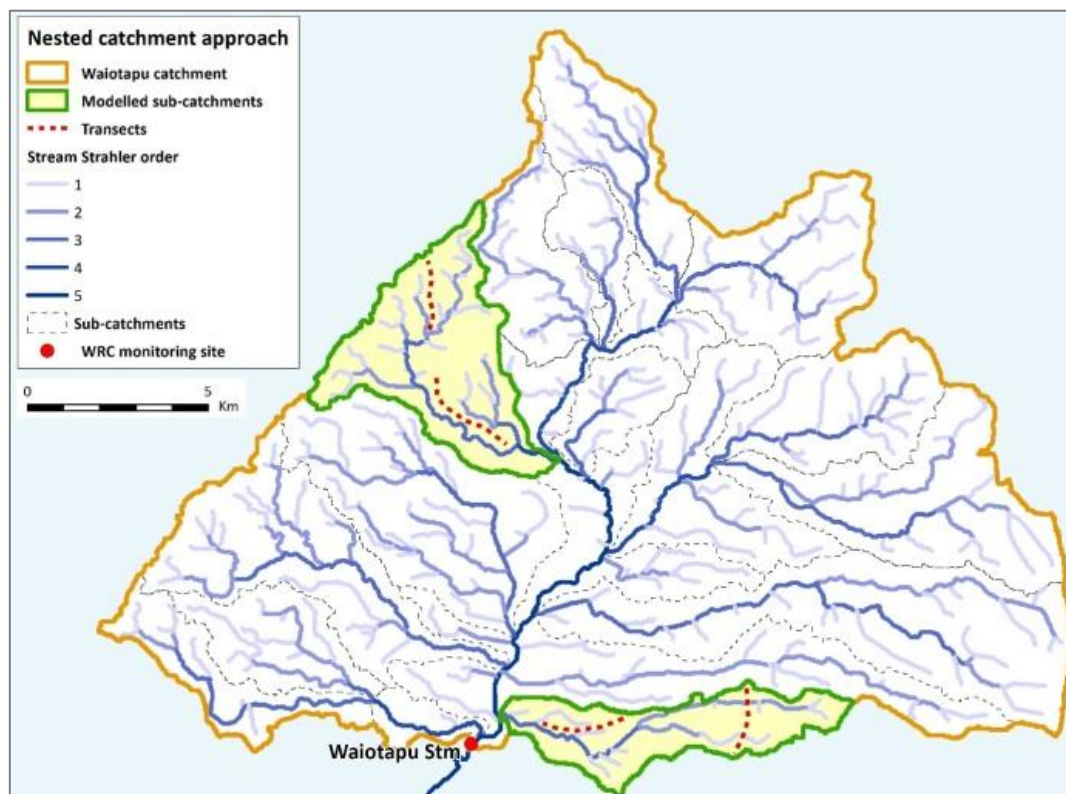 Nested catchment approach
Waiotapu catchment
Modelled sub-catchments
Transects
Stream Strahler order
1
2
3
4
5
Sub-catchments
WRC monitoring site
0 5
Km
Waiotapu Stm